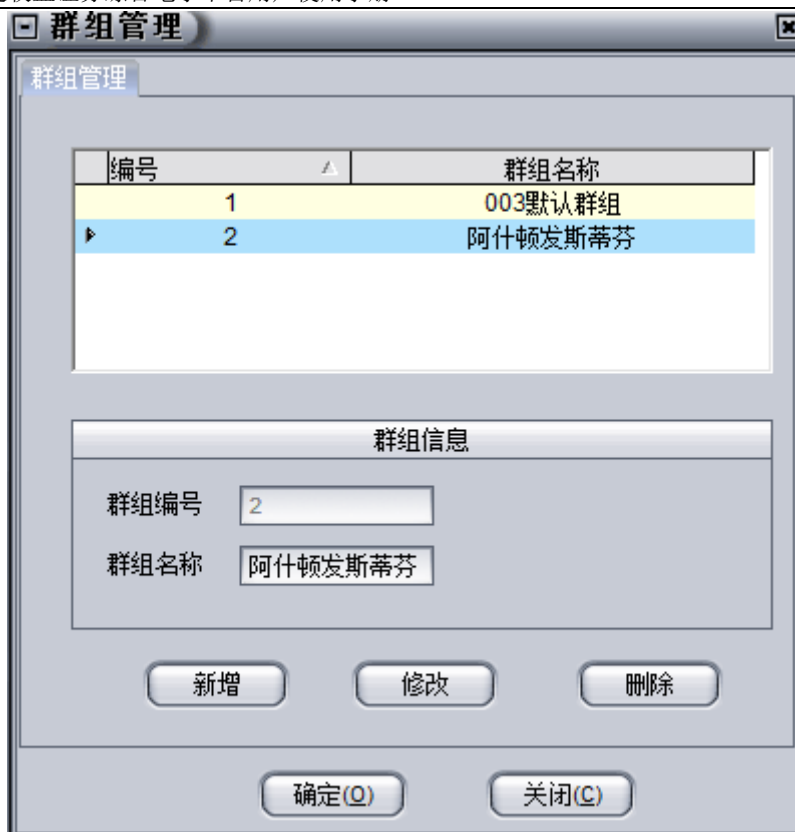 群组管理
群组管理
编号 群组名称
1 003默认群组
2 阿什顿发斯蒂芬
群组信息
群组编号 2
群组名称 阿什顿发斯蒂芬
新增 修改 删除
确定(O) 关闭(C)